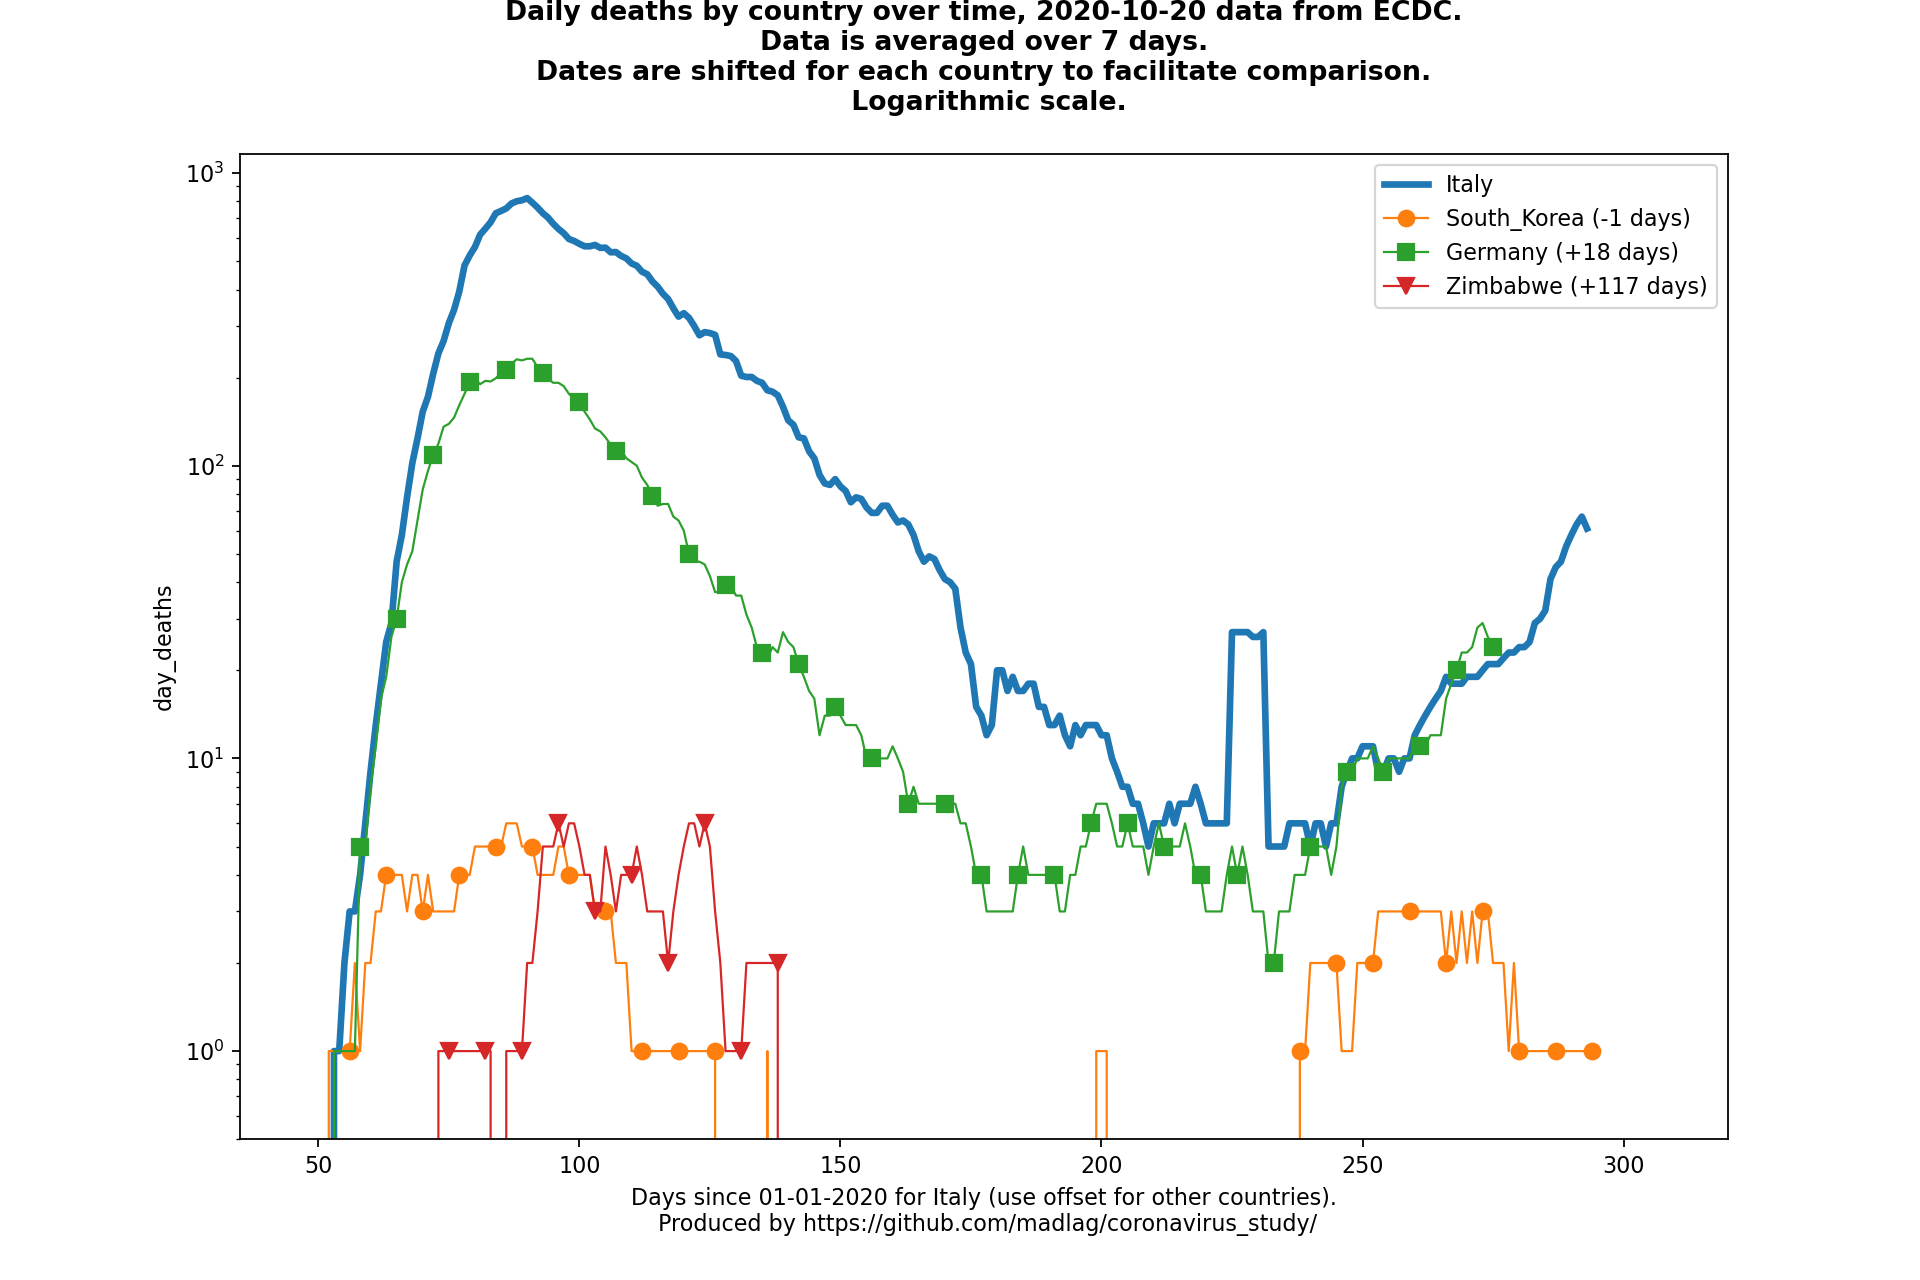 Daily deaths by country over time, 2020-10-20 data from ECDC.
Data is averaged over 7 days.
Dates are shifted for each country to facilitate comparison.
Logarithmic scale.
10³
10²
10¹
10⁰
day_deaths
Italy
South_Korea (-1 days)
Germany (+18 days)
Zimbabwe (+117 days)
50 100 150 200 250 300
Days since 01-01-2020 for Italy (use offset for other countries).
Produced by https://github.com/madlag/coronavirus_study/